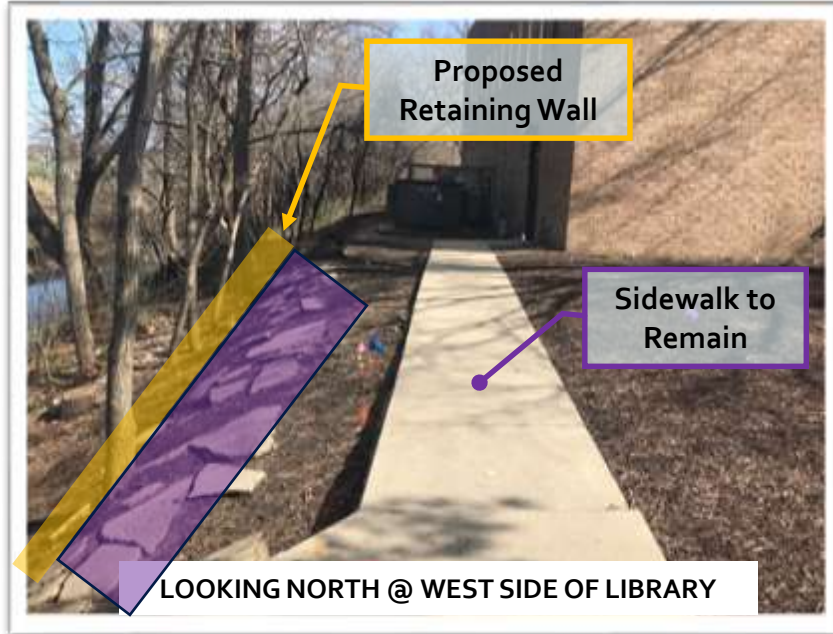 Proposed
Retaining Wall
Sidewalk to
Remain
LOOKING NORTH @ WEST SIDE OF LIBRARY